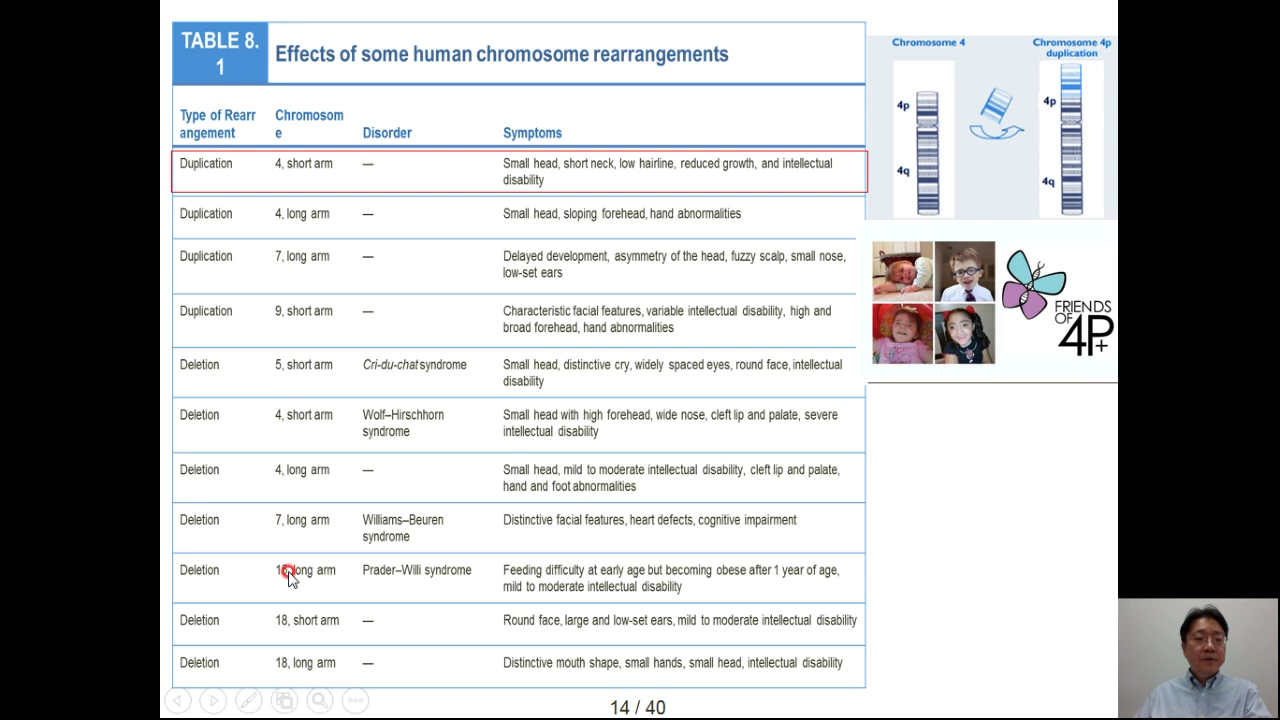 TABLE 8.
1
Effects of some human chromosome rearrangements
Type of Rearr
angement
Chromosom
e
Disorder
Symptoms
Duplication
4, short arm
—
Small head, short neck, low hairline, reduced growth, and intellectual
disability
Duplication
4, long arm
—
Small head, sloping forehead, hand abnormalities
Duplication
7, long arm
—
Delayed development, asymmetry of the head, fuzzy scalp, small nose,
low-set ears
Duplication
9, short arm
—
Characteristic facial features, variable intellectual disability, high and
broad forehead, hand abnormalities
Deletion
5, short arm
Cri-du-chat syndrome
Small head, distinctive cry, widely spaced eyes, round face, intellectual
disability
Deletion
4, short arm
Wolf–Hirschhorn
syndrome
Small head with high forehead, wide nose, cleft lip and palate, severe
intellectual disability
Deletion
4, long arm
—
Small head, mild to moderate intellectual disability, cleft lip and palate,
hand and foot abnormalities
Deletion
7, long arm
Williams–Beuren
syndrome
Distinctive facial features, heart defects, cognitive impairment
Deletion
long arm
Prader–Willi syndrome
Feeding difficulty at early age but becoming obese after 1 year of age,
mild to moderate intellectual disability
Deletion
18, short arm
—
Round face, large and low-set ears, mild to moderate intellectual disability
Deletion
18, long arm
—
Distinctive mouth shape, small hands, small head, intellectual disability
Chromosome 4
Chromosome 4p
duplication
4p
4q
4p
4q
FRIENDS
OF
4P+
14 / 40